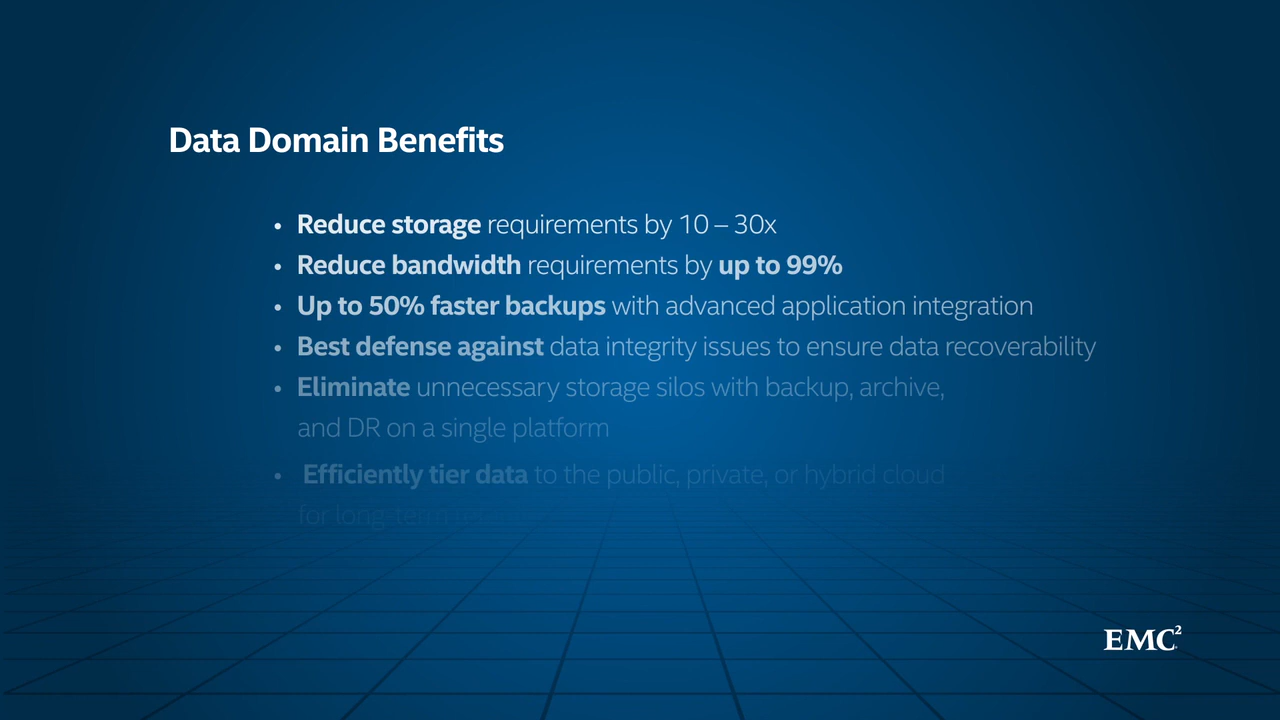 Data Domain Benefits
• Reduce storage requirements by 10 – 30x
• Reduce bandwidth requirements by up to 99%
• Up to 50% faster backups with advanced application integration
• Best defense against data integrity issues to ensure data recoverability
• Eliminate unnecessary storage silos with backup, archive,
and DR on a single platform
• Efficiently tier data to the public, private, or hybrid cloud
for long-term
EMC²